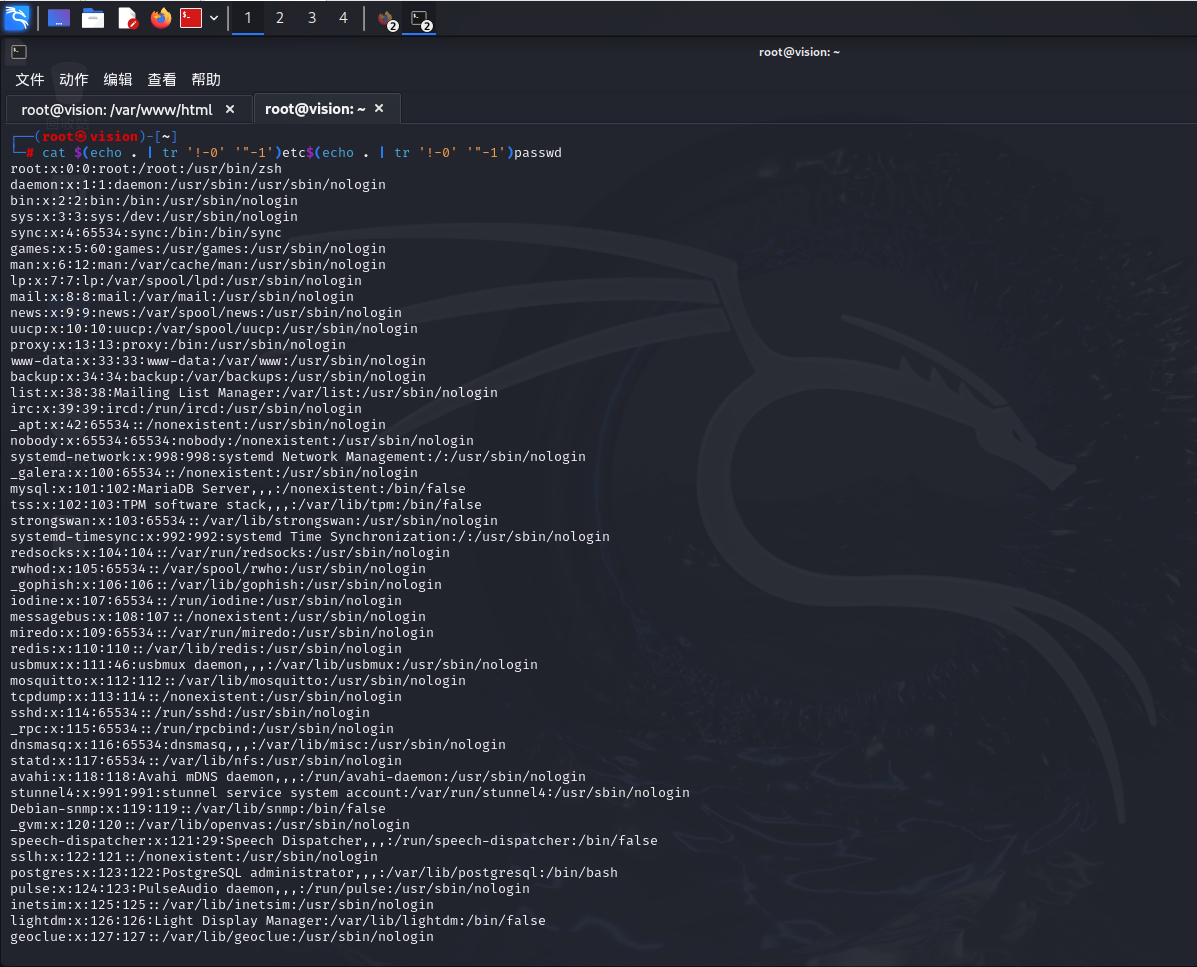 1 2 3 4 2 2
root@vision: ~
文件 动作 编辑 查看 帮助
root@vision: /var/www/html × root@vision: ~ ×
┌──(root㉿vision)-[~]
└─# cat $(echo . | tr '!-0' '"-1')etc$(echo . | tr '!-0' '"-1')passwd
root:x:0:0:root:/root:/usr/bin/zsh
daemon:x:1:1:daemon:/usr/sbin:/usr/sbin/nologin
bin:x:2:2:bin:/bin:/usr/sbin/nologin
sys:x:3:3:sys:/dev:/usr/sbin/nologin
sync:x:4:65534:sync:/bin:/bin/sync
games:x:5:60:games:/usr/games:/usr/sbin/nologin
man:x:6:12:man:/var/cache/man:/usr/sbin/nologin
lp:x:7:7:lp:/var/spool/lpd:/usr/sbin/nologin
mail:x:8:8:mail:/var/mail:/usr/sbin/nologin
news:x:9:9:news:/var/spool/news:/usr/sbin/nologin
uucp:x:10:10:uucp:/var/spool/uucp:/usr/sbin/nologin
proxy:x:13:13:proxy:/bin:/usr/sbin/nologin
www-data:x:33:33:www-data:/var/www:/usr/sbin/nologin
backup:x:34:34:backup:/var/backups:/usr/sbin/nologin
list:x:38:38:Mailing List Manager:/var/list:/usr/sbin/nologin
irc:x:39:39:ircd:/run/ircd:/usr/sbin/nologin
_apt:x:42:65534::/nonexistent:/usr/sbin/nologin
nobody:x:65534:65534:nobody:/nonexistent:/usr/sbin/nologin
systemd-network:x:998:998:systemd Network Management:/:/usr/sbin/nologin
_galera:x:100:65534::/nonexistent:/usr/sbin/nologin
mysql:x:101:102:MariaDB Server,,,:/nonexistent:/bin/false
tss:x:102:103:TPM software stack,,,:/var/lib/tpm:/bin/false
strongswan:x:103:65534::/var/lib/strongswan:/usr/sbin/nologin
systemd-timesync:x:992:992:systemd Time Synchronization:/:/usr/sbin/nologin
redsocks:x:104:104::/var/run/redsocks:/usr/sbin/nologin
rwhod:x:105:65534::/var/spool/rwho:/usr/sbin/nologin
_gophish:x:106:106::/var/lib/gophish:/usr/sbin/nologin
iodine:x:107:65534::/run/iodine:/usr/sbin/nologin
messagebus:x:108:107::/nonexistent:/usr/sbin/nologin
miredo:x:109:65534::/var/run/miredo:/usr/sbin/nologin
redis:x:110:110::/var/lib/redis:/usr/sbin/nologin
usbmux:x:111:46:usbmux daemon,,,:/var/lib/usbmux:/usr/sbin/nologin
mosquitto:x:112:112::/var/lib/mosquitto:/usr/sbin/nologin
tcpdump:x:113:114::/nonexistent:/usr/sbin/nologin
sshd:x:114:65534::/run/sshd:/usr/sbin/nologin
_rpc:x:115:65534::/run/rpcbind:/usr/sbin/nologin
dnsmasq:x:116:65534:dnsmasq,,,:/var/lib/misc:/usr/sbin/nologin
statd:x:117:65534::/var/lib/nfs:/usr/sbin/nologin
avahi:x:118:118:Avahi mDNS daemon,,,:/run/avahi-daemon:/usr/sbin/nologin
stunnel4:x:991:991:stunnel service system account:/var/run/stunnel4:/usr/sbin/nologin
Debian-snmp:x:119:119::/var/lib/snmp:/bin/false
_gvm:x:120:120::/var/lib/openvas:/usr/sbin/nologin
speech-dispatcher:x:121:29:Speech Dispatcher,,,:/run/speech-dispatcher:/bin/false
sslh:x:122:121::/nonexistent:/usr/sbin/nologin
postgres:x:123:122:PostgreSQL administrator,,,:/var/lib/postgresql:/bin/bash
pulse:x:124:123:PulseAudio daemon,,,:/run/pulse:/usr/sbin/nologin
inetsim:x:125:125::/var/lib/inetsim:/usr/sbin/nologin
lightdm:x:126:126:Light Display Manager:/var/lib/lightdm:/bin/false
geoclue:x:127:127::/var/lib/geoclue:/usr/sbin/nologin